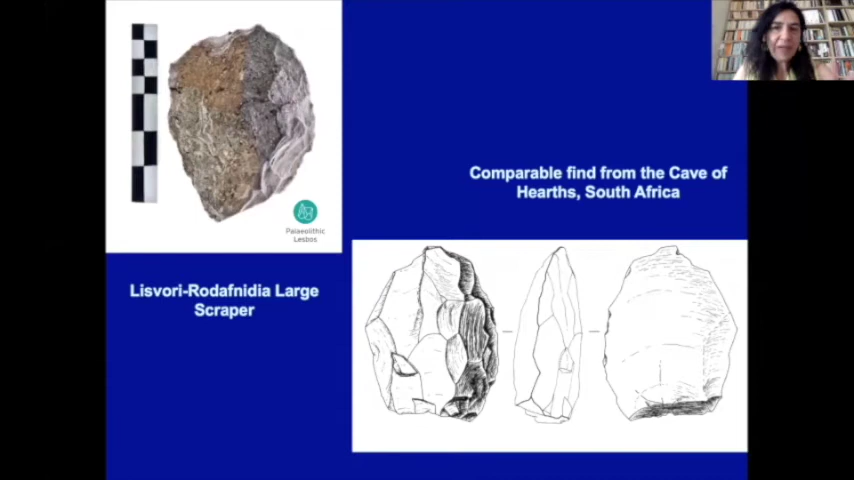 Palaeolithic
Lesbos
Comparable find from the Cave of
Hearths, South Africa
Lisvori-Rodafnidia Large
Scraper